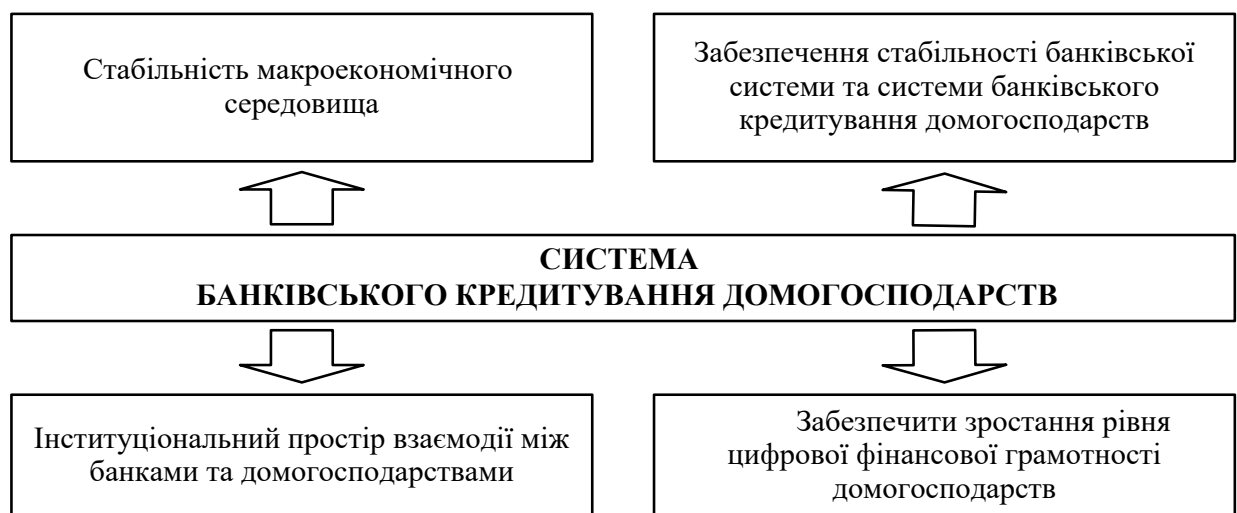 Стабільність макроекономічного
середовища
Забезпечення стабільності банківської
системи та системи банківського
кредитування домогосподарств
СИСТЕМА
БАНКІВСЬКОГО КРЕДИТУВАННЯ ДОМОГОСПОДАРСТВ
Інституціональний простір взаємодії між
банками та домогосподарствами
Забезпечити зростання рівня
цифрової фінансової грамотності
домогосподарств